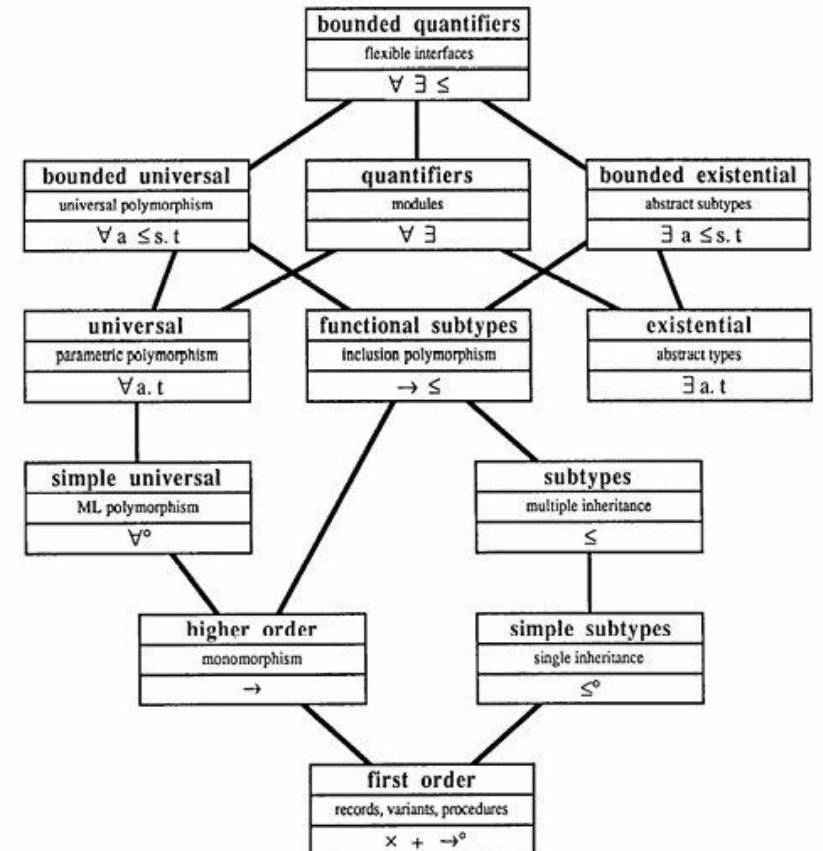 bounded quantifiers
flexible interfaces
∀ ∃ ≤
bounded universal
universal polymorphism
∀ a ≤ s. t
quantifiers
modules
∀ ∃
bounded existential
abstract subtypes
∃ a ≤ s. t
universal
parametric polymorphism
∀ a. t
functional subtypes
inclusion polymorphism
→ ≤
existential
abstract types
∃ a. t
simple universal
ML polymorphism
∀°
subtypes
multiple inheritance
≤
higher order
monomorphism
→
simple subtypes
single inheritance
≤°
first order
records, variants, procedures
× + →°